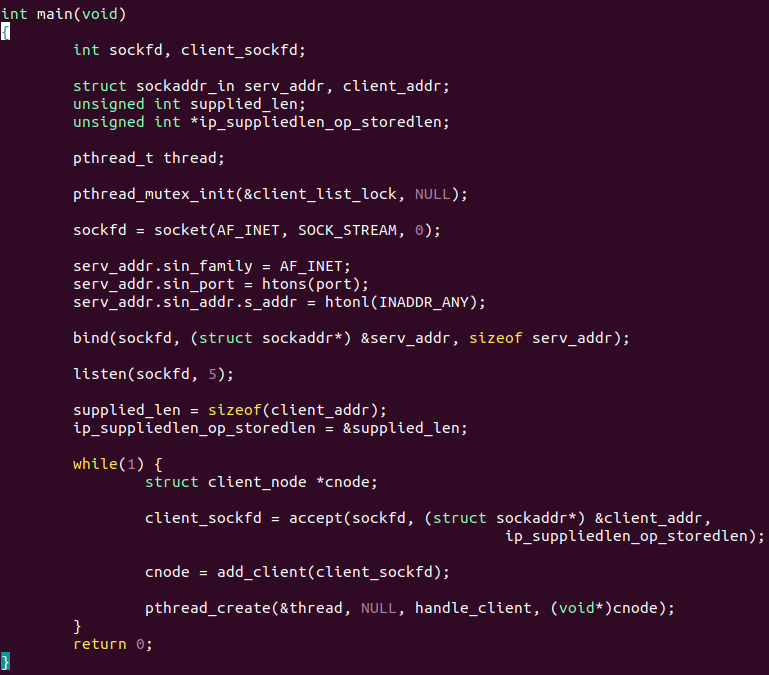 int main(void)
{
        int sockfd, client_sockfd;
        struct sockaddr_in serv_addr, client_addr;
        unsigned int supplied_len;
        unsigned int *ip_suppliedlen_op_storedlen;
        pthread_t thread;
        pthread_mutex_init(&client_list_lock, NULL);
        sockfd = socket(AF_INET, SOCK_STREAM, 0);
        serv_addr.sin_family = AF_INET;
        serv_addr.sin_port = htons(port);
        serv_addr.sin_addr.s_addr = htonl(INADDR_ANY);
        bind(sockfd, (struct sockaddr*) &serv_addr, sizeof serv_addr);
        listen(sockfd, 5);
        supplied_len = sizeof(client_addr);
        ip_suppliedlen_op_storedlen = &supplied_len;
        while(1) {
                struct client_node *cnode;
                client_sockfd = accept(sockfd, (struct sockaddr*) &client_addr,
                                                        ip_suppliedlen_op_storedlen);
                cnode = add_client(client_sockfd);
                pthread_create(&thread, NULL, handle_client, (void*)cnode);
        }
        return 0;
}